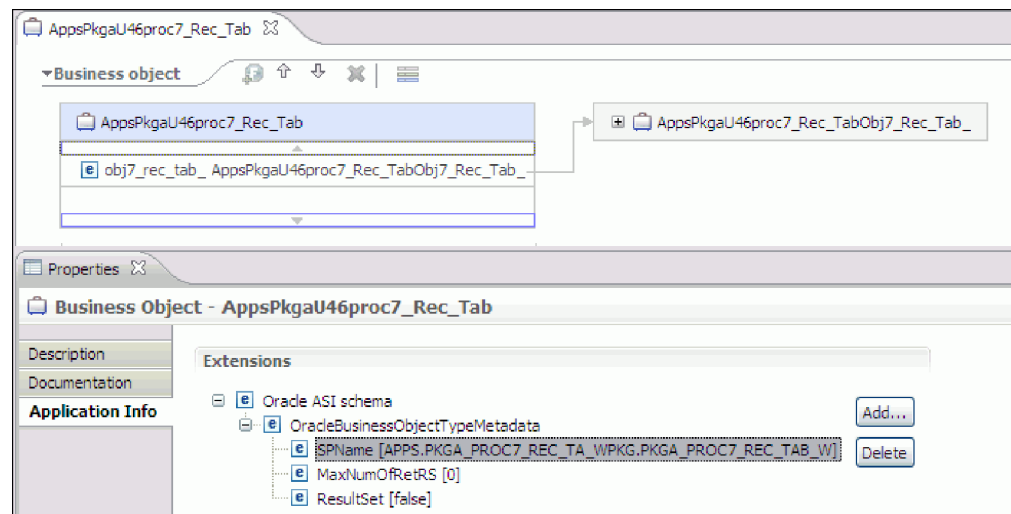 AppsPkgaU46proc7_Rec_Tab
Business object
AppsPkgaU46proc7_Rec_Tab
AppsPkgaU46proc7_Rec_TabObj7_Rec_Tab_
obj7_rec_tab_ AppsPkgaU46proc7_Rec_TabObj7_Rec_Tab_
Properties
Business Object - AppsPkgaU46proc7_Rec_Tab
Description
Documentation
Application Info
Extensions
Oracle ASI schema
OracleBusinessObjectTypeMetadata
SPName [APPS.PKGA_PROC7_REC_TA_WPKG.PKGA_PROC7_REC_TAB_W]
MaxNumOfRetRS [0]
ResultSet [false]
Add...
Delete